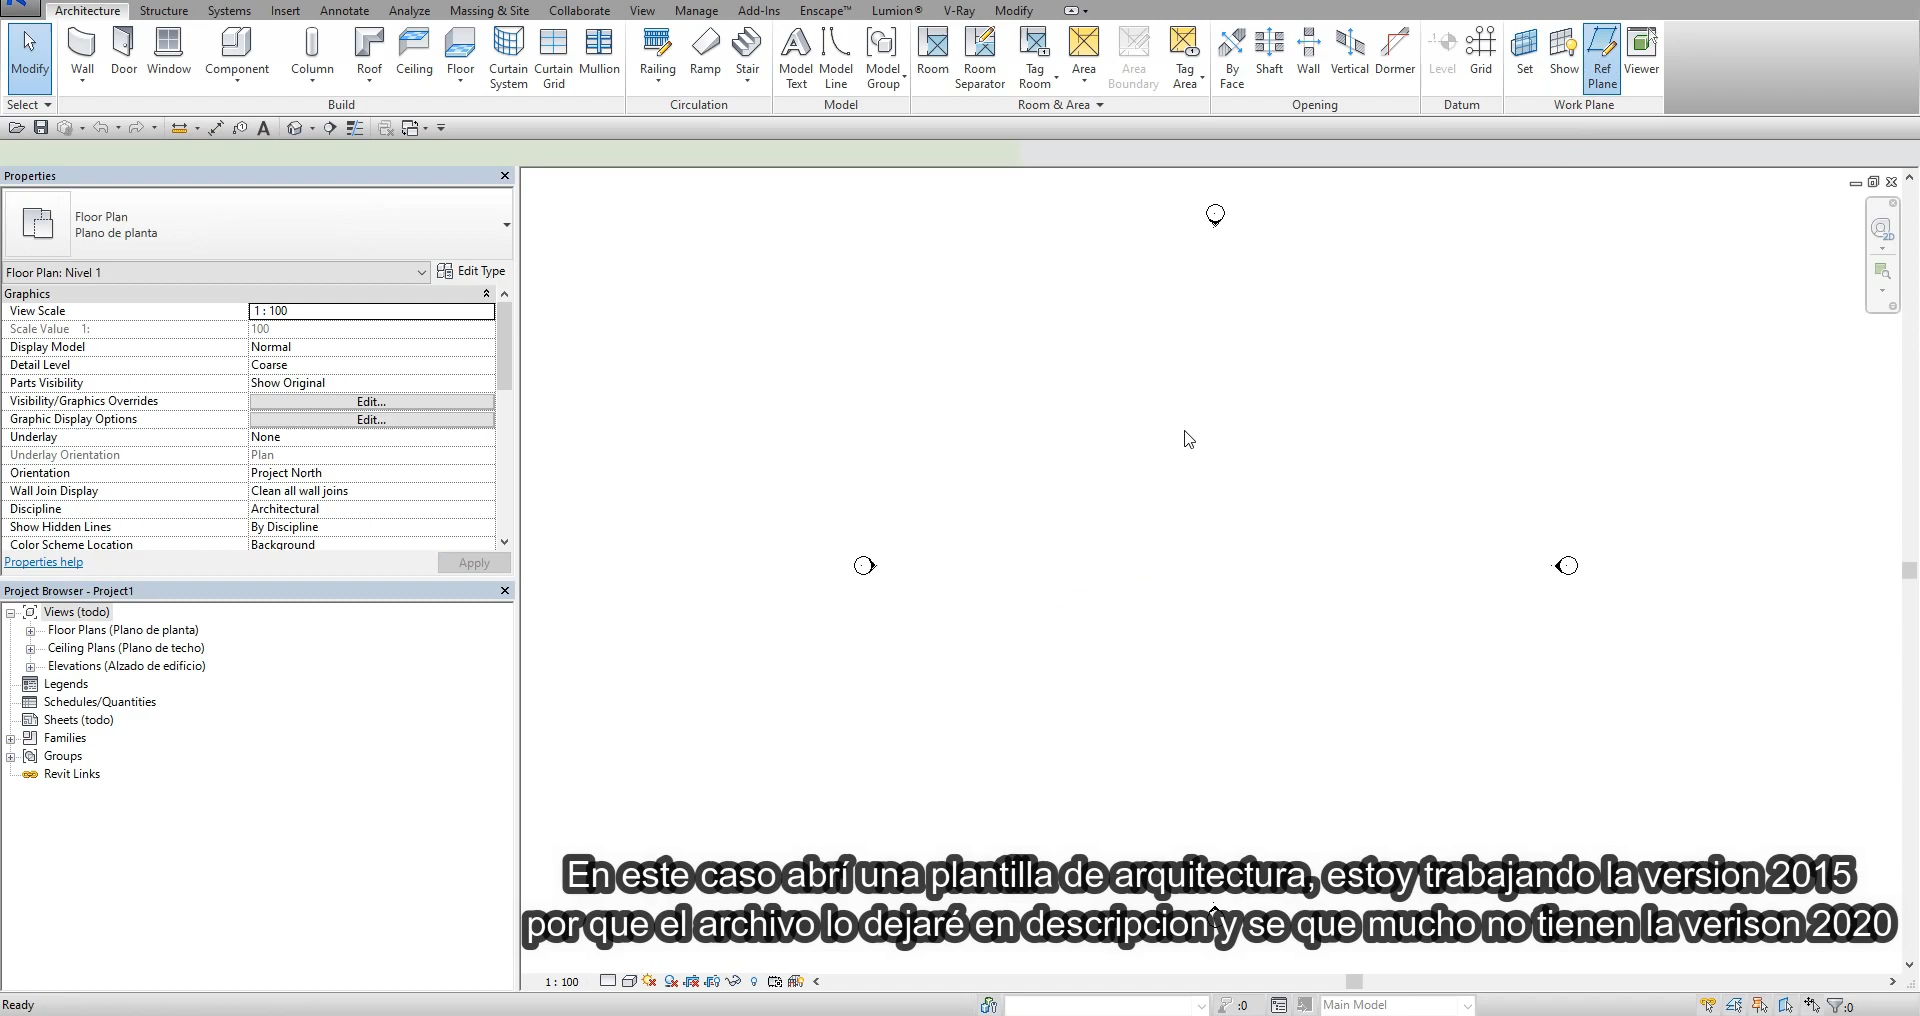 Architecture Structure Systems Insert Annotate Analyze Massing & Site Collaborate View Manage Add-Ins Enscape™ Lumion® V-Ray Modify
Modify Wall Door Window Component Column Roof Ceiling Floor Curtain System Curtain Grid Mullion Railing Ramp Stair Model Text Model Line Model Group Room Room Separator Tag Room Area Area Boundary Tag Area By Face Shaft Wall Vertical Dormer Level Grid Set Show Ref Plane Viewer
Select Build Circulation Model Room & Area Opening Datum Work Plane
Properties
Floor Plan
Plano de planta
Floor Plan: Nivel 1 Edit Type
Graphics
View Scale 1 : 100
Scale Value 1: 100
Display Model Normal
Detail Level Coarse
Parts Visibility Show Original
Visibility/Graphics Overrides Edit...
Graphic Display Options Edit...
Underlay None
Underlay Orientation Plan
Orientation Project North
Wall Join Display Clean all wall joins
Discipline Architectural
Show Hidden Lines By Discipline
Color Scheme Location Background
Properties help Apply
Project Browser - Project1
Views (todo)
Floor Plans (Plano de planta)
Ceiling Plans (Plano de techo)
Elevations (Alzado de edificio)
Legends
Schedules/Quantities
Sheets (todo)
Families
Groups
Revit Links
2D
En este caso abrí una plantilla de arquitectura, estoy trabajando la version 2015
por que el archivo lo dejaré en descripcion y se que mucho no tienen la verison 2020
1 : 100
Ready :0 Main Model :0